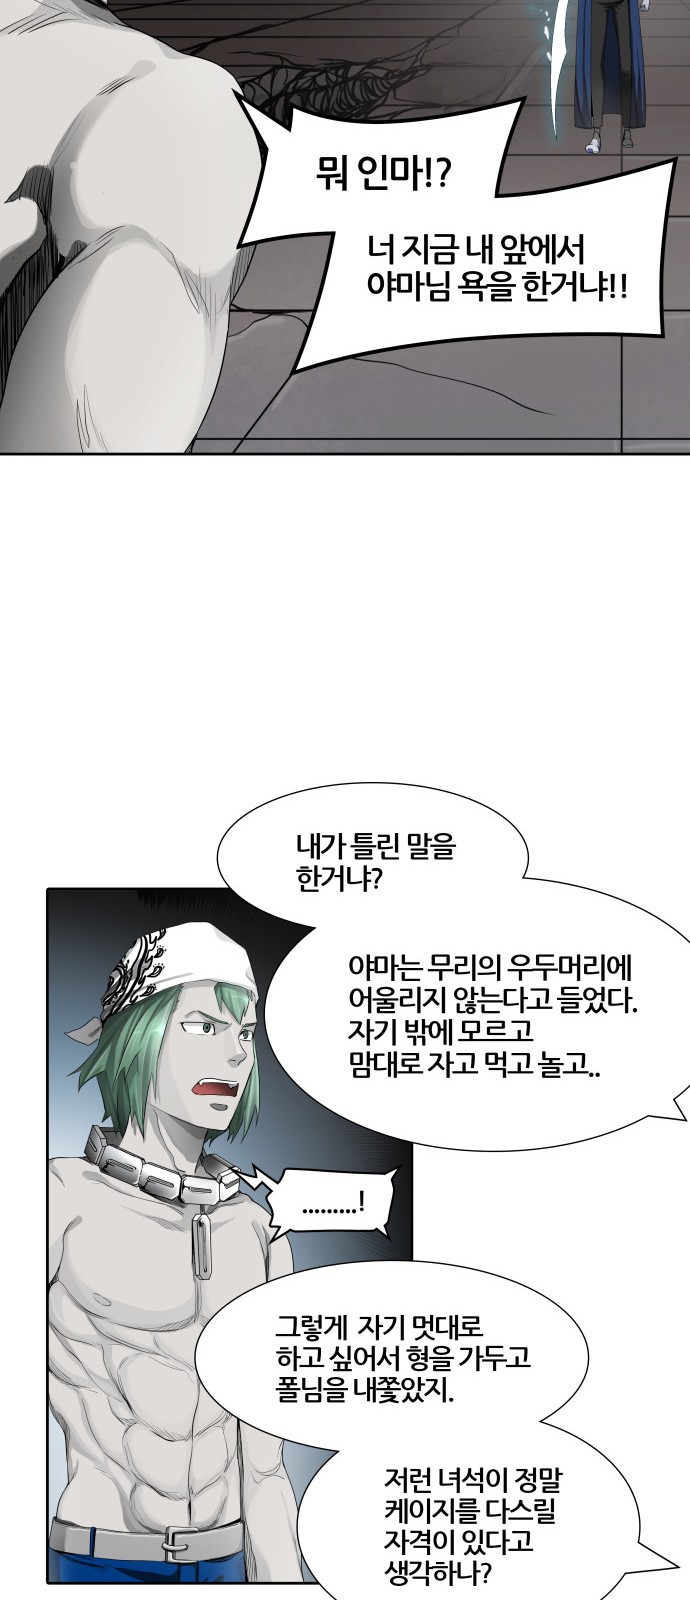 뭐 인마!?
너 지금 내 앞에서
야마님 욕을 한거냐!!
내가 틀린 말을
한거냐?
야마는 무리의 우두머리에
어울리지 않는다고 들었다.
자기 밖에 모르고
맘대로 자고 먹고 놀고..
.........!
그렇게 자기 멋대로
하고 싶어서 형을 가두고
폴님을 내쫓았지.
저런 녀석이 정말
케이지를 다스릴
자격이 있다고
생각하나?